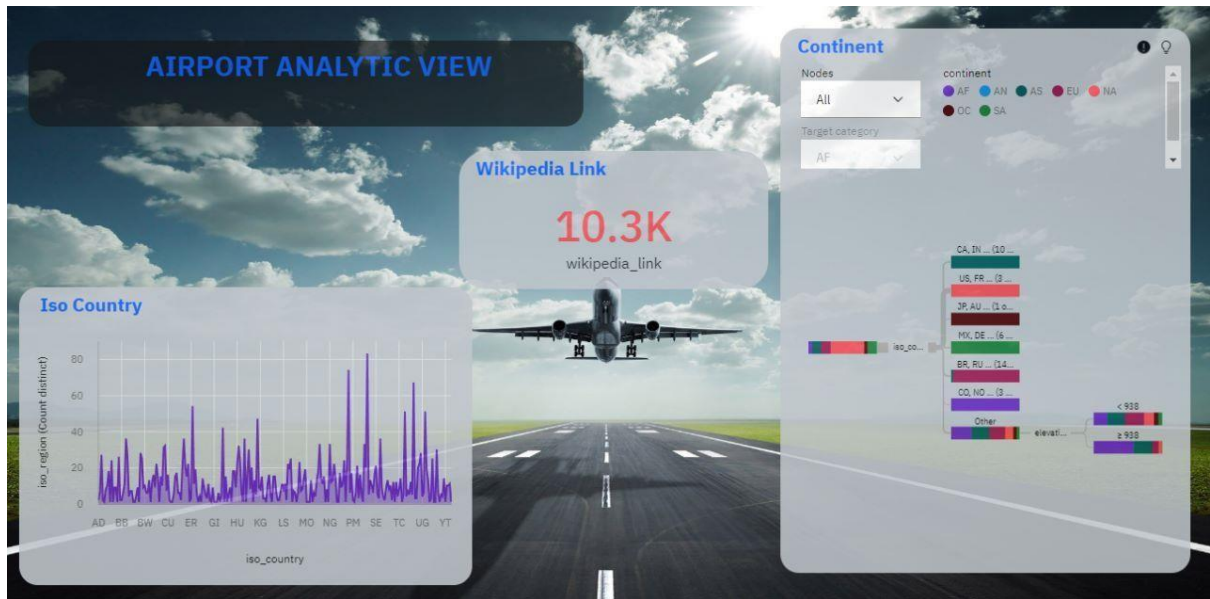 AIRPORT ANALYTIC VIEW
Wikipedia Link
10.3K
wikipedia_link
Iso Country
iso_region (Count distinct)
80
60
40
20
0
AD BB BW CU ER GI HU KG LS MO NG PM SE TC UG YT
iso_country
Continent
Nodes
All
Target category
AF
continent
AF AN AS EU NA
OC SA
CA, IN ... (10 ...
US, FR ... (3 ...
JP, AU ... (1 o...
MX, DE ... (6 ...
BR, RU ... (14...
CO, NO ... (3 ...
Other
iso_co...
elevati...
< 938
≥ 938